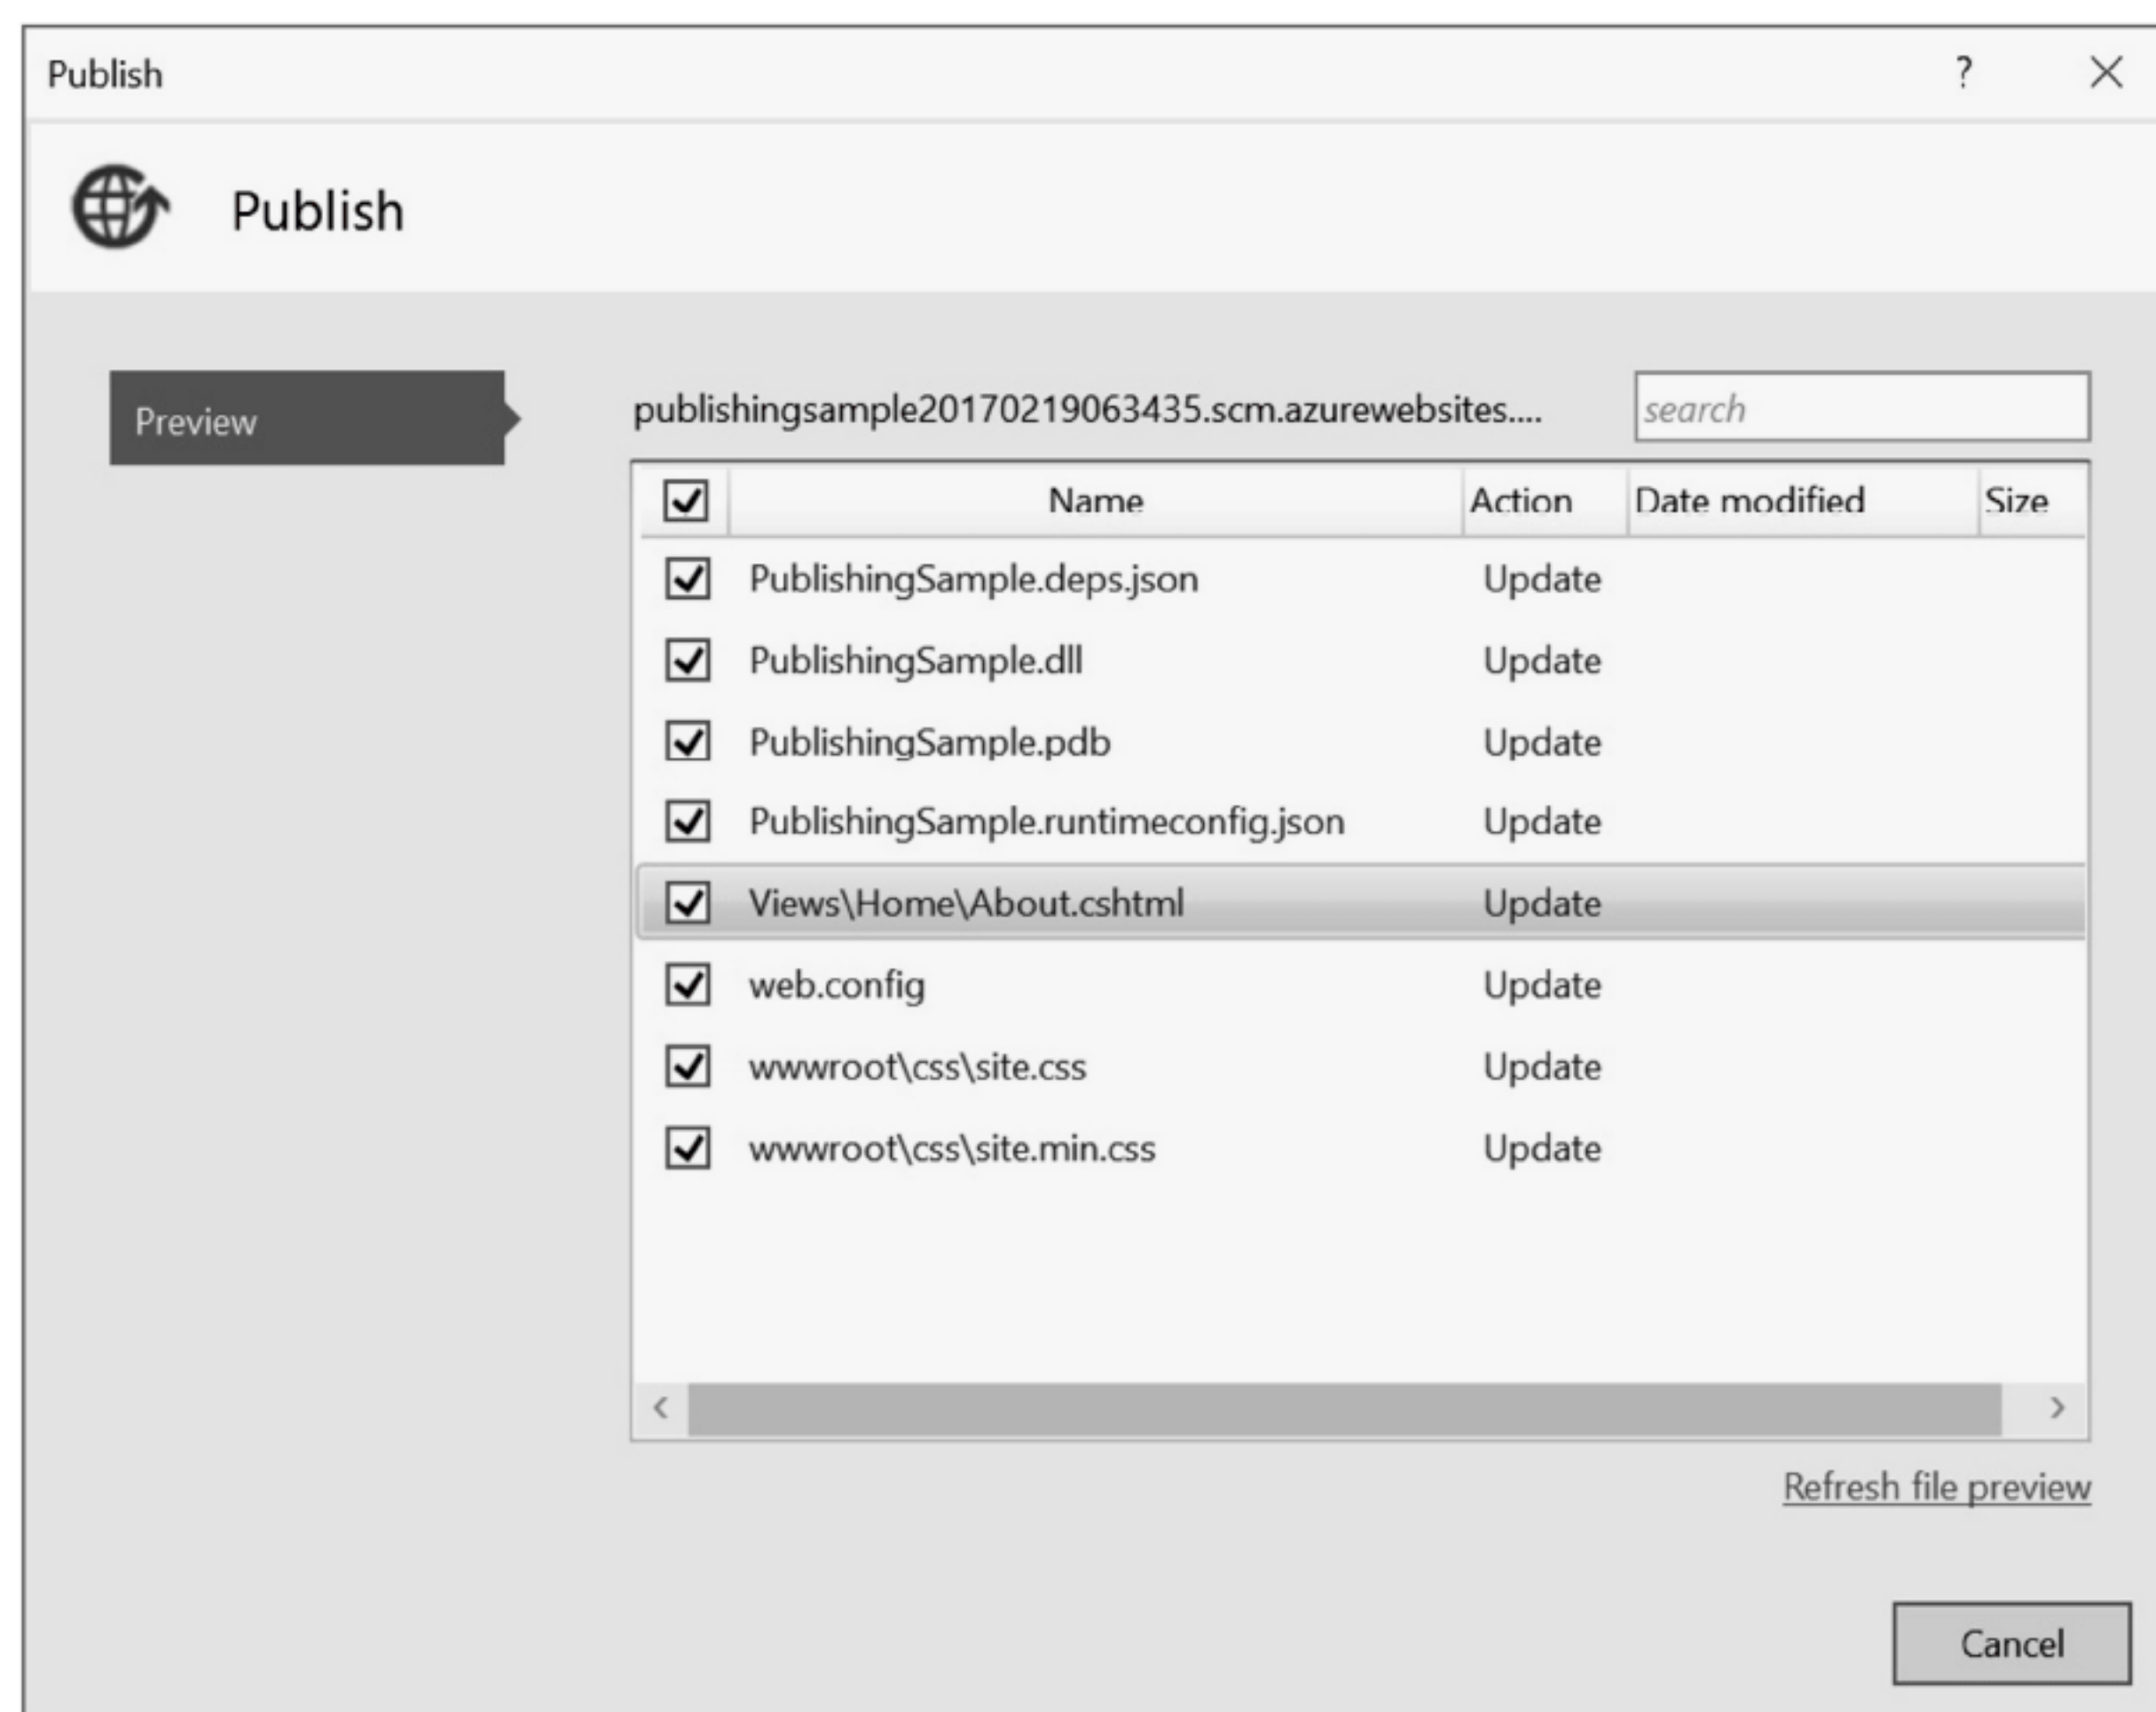 Publish ?
Publish
Preview
publishingsample20170219063435.scm.azurewebsites.... search
Name Action Date modified Size
PublishingSample.deps.json Update
PublishingSample.dll Update
PublishingSample.pdb Update
PublishingSample.runtimeconfig.json Update
Views\Home\About.cshtml Update
web.config Update
wwwroot\css\site.css Update
wwwroot\css\site.min.css Update
Refresh file preview
Cancel